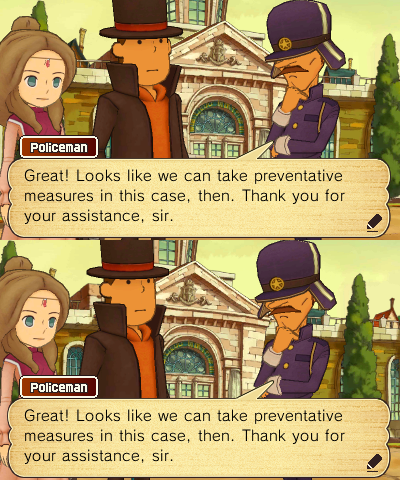 Policeman
Great! Looks like we can take preventative
measures in this case, then. Thank you for
your assistance, sir.
Policeman
Great! Looks like we can take preventative
measures in this case, then. Thank you for
your assistance, sir.